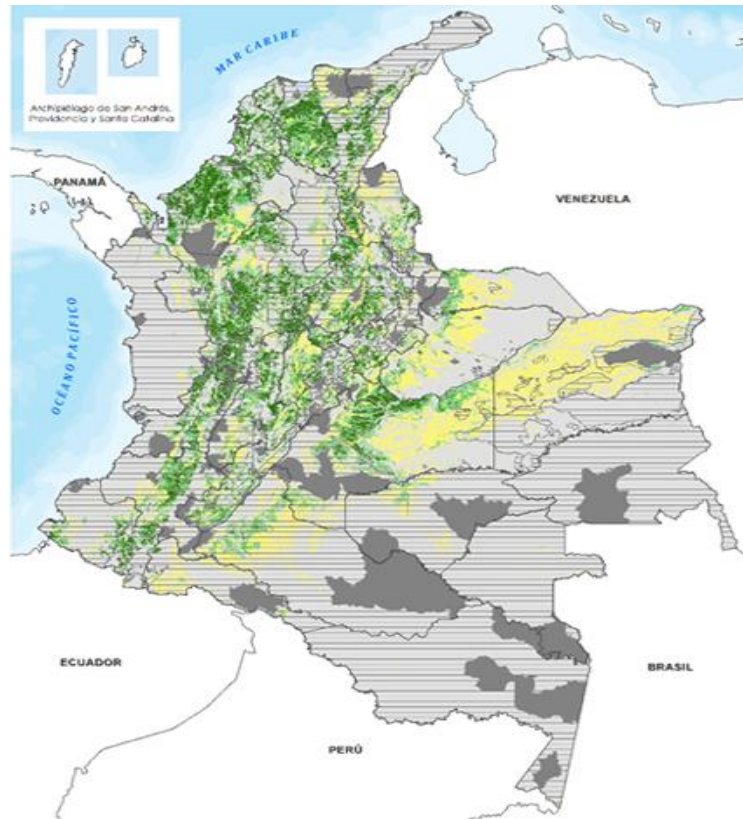 MAR CARIBE
Archipiélago de San Andrés,
Providencia y Santa Catalina
PANAMÁ
VENEZUELA
OCÉANO PACÍFICO
ECUADOR
BRASIL
PERÚ